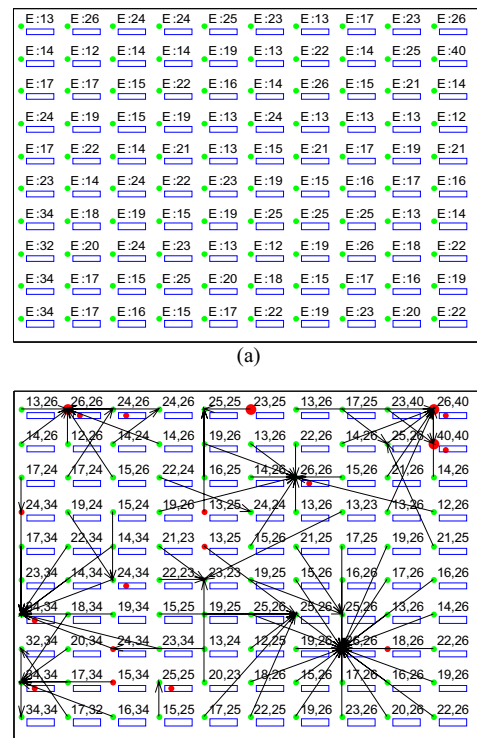 E:13 E:26 E:24 E:24 E:25 E:23 E:13 E:17 E:23 E:26
E:14 E:12 E:14 E:14 E:19 E:13 E:22 E:14 E:25 E:40
E:17 E:17 E:15 E:22 E:16 E:14 E:26 E:15 E:21 E:14
E:24 E:19 E:15 E:19 E:13 E:24 E:13 E:13 E:13 E:12
E:17 E:22 E:14 E:21 E:13 E:15 E:21 E:17 E:19 E:21
E:23 E:14 E:24 E:22 E:23 E:19 E:15 E:16 E:17 E:16
E:34 E:18 E:19 E:15 E:19 E:25 E:25 E:25 E:13 E:14
E:32 E:20 E:24 E:23 E:13 E:12 E:19 E:26 E:18 E:22
E:34 E:17 E:15 E:25 E:20 E:18 E:15 E:17 E:16 E:19
E:34 E:17 E:16 E:15 E:17 E:22 E:19 E:23 E:20 E:22
(a)
13,26 26,26 24,26 24,26 25,25 23,25 13,26 17,25 23,40 26,40
14,26 12,26 14,24 14,26 19,26 13,26 22,26 14,26 25,26 40,40
17,24 17,24 15,26 22,24 16,25 14,26 26,26 15,26 21,26 14,26
24,34 19,24 15,24 19,26 13,25 24,24 13,26 13,23 13,26 12,26
17,34 22,34 14,34 21,23 13,25 15,26 21,25 17,25 19,26 21,25
23,34 14,34 24,34 22,23 23,23 19,25 15,26 16,26 17,26 16,26
34,34 18,34 19,34 15,25 19,25 25,26 25,26 25,26 13,26 14,26
32,34 20,34 24,34 23,34 13,24 12,25 19,26 26,26 18,26 22,26
34,34 17,34 15,34 25,25 20,23 18,26 15,26 17,26 16,26 19,26
34,34 17,32 16,34 15,25 17,25 22,26 19,26 23,26 20,26 22,26